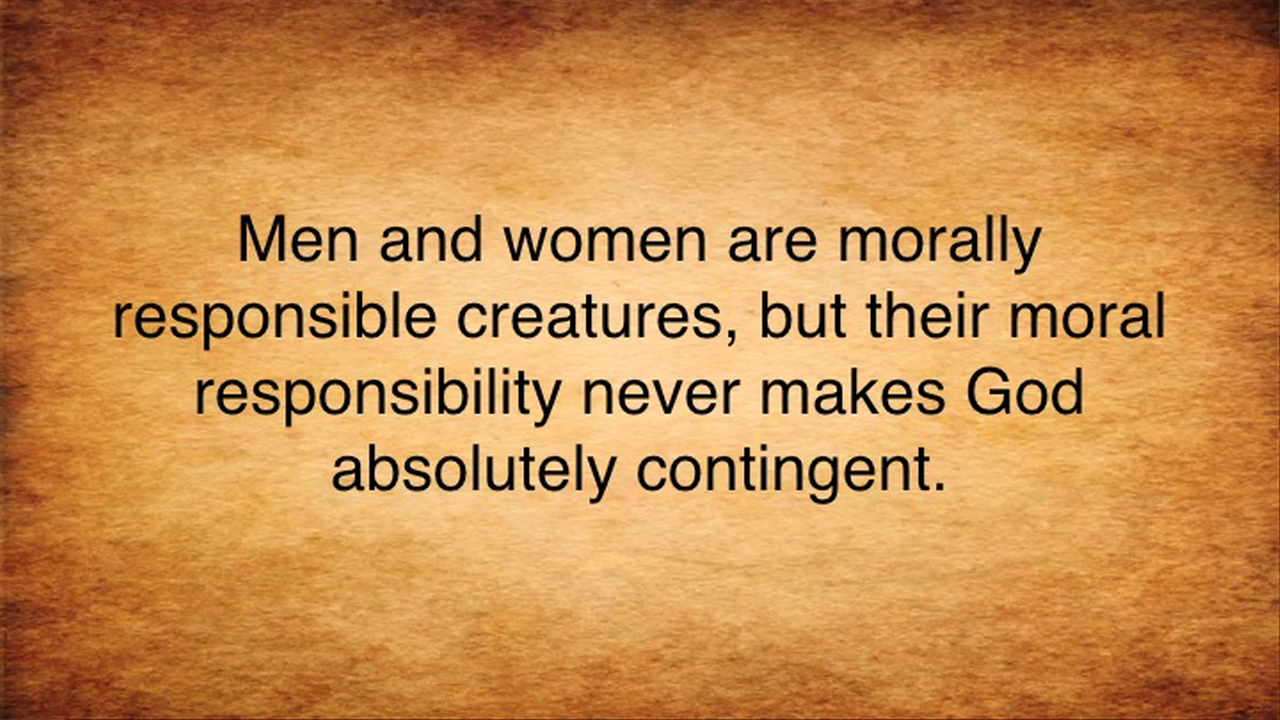 Men and women are morally
responsible creatures, but their moral
responsibility never makes God
absolutely contingent.